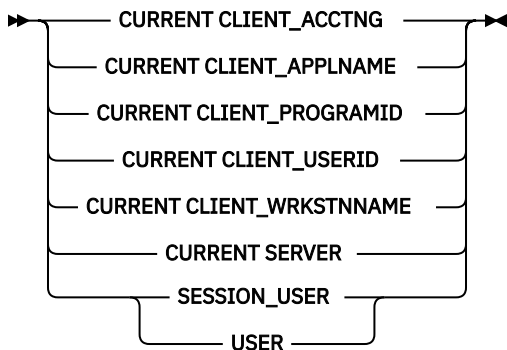 CURRENT CLIENT_ACCTNG
CURRENT CLIENT_APPLNAME
CURRENT CLIENT_PROGRAMID
CURRENT CLIENT_USERID
CURRENT CLIENT_WRKSTNNAME
CURRENT SERVER
SESSION_USER
USER